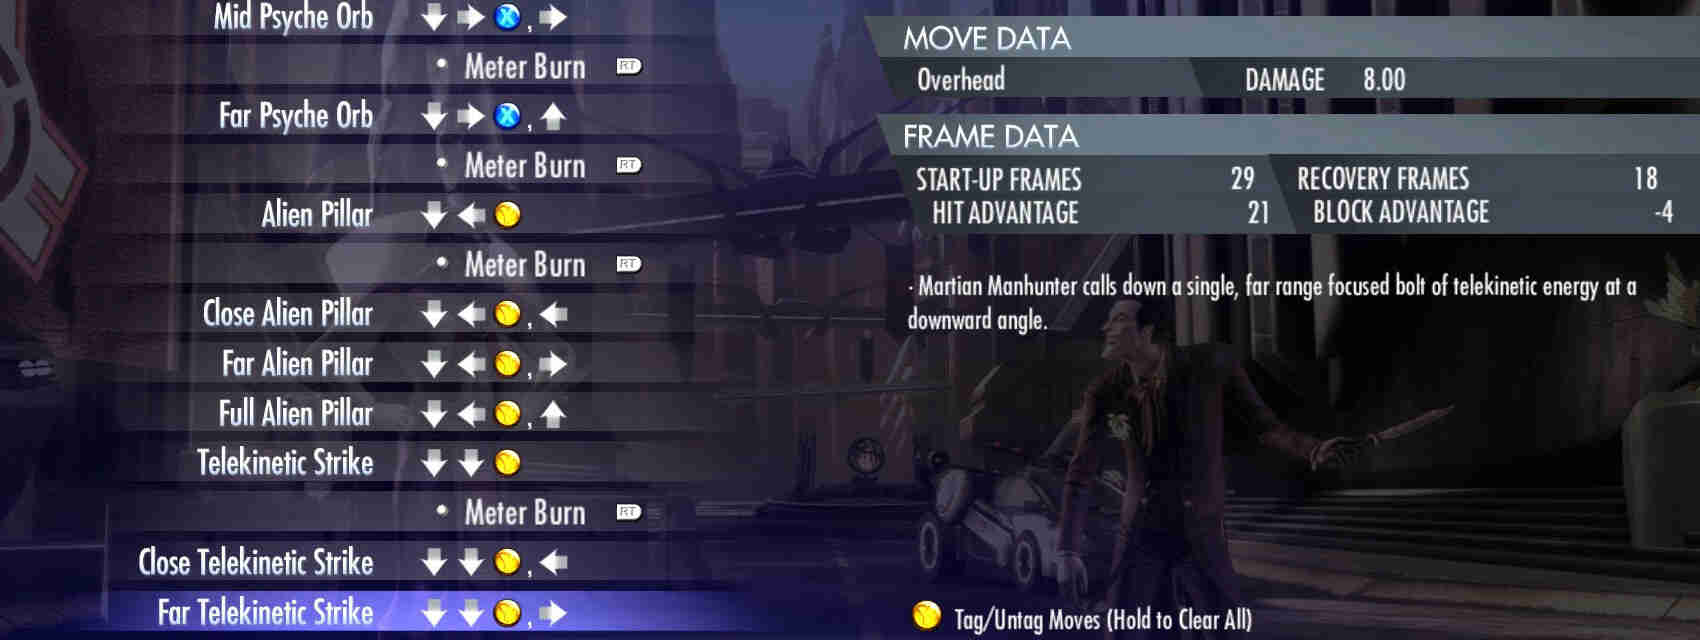 Mid Psyche Orb X ,
• Meter Burn RT
Far Psyche Orb X ,
• Meter Burn RT
Alien Pillar Y
• Meter Burn RT
Close Alien Pillar Y ,
Far Alien Pillar Y ,
Full Alien Pillar Y ,
Telekinetic Strike Y
• Meter Burn RT
Close Telekinetic Strike Y ,
Far Telekinetic Strike Y ,
MOVE DATA
Overhead DAMAGE 8.00
FRAME DATA
START-UP FRAMES 29 RECOVERY FRAMES 18
HIT ADVANTAGE 21 BLOCK ADVANTAGE -4
· Martian Manhunter calls down a single, far range focused bolt of telekinetic energy at a
downward angle.
Y Tag/Untag Moves (Hold to Clear All)